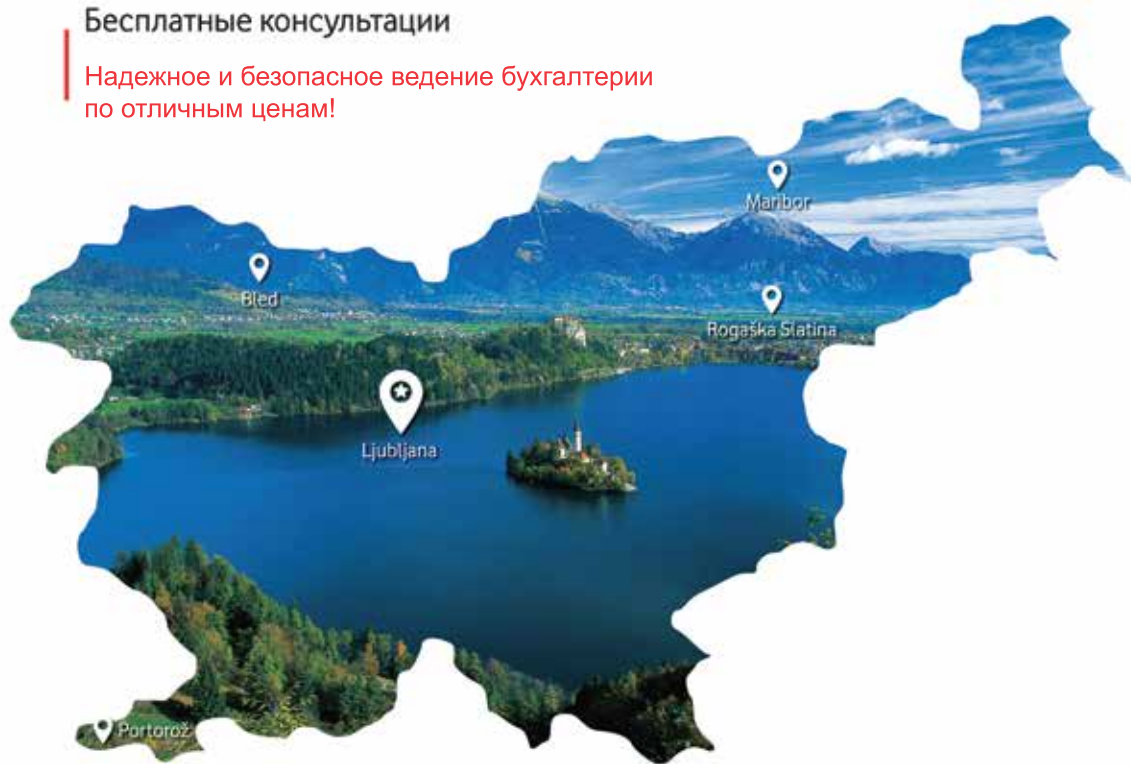 Бесплатные консультации
Надежное и безопасное ведение бухгалтерии
по отличным ценам!
Maribor
Bled
Rogaška Slatina
Ljubljana
Portorož